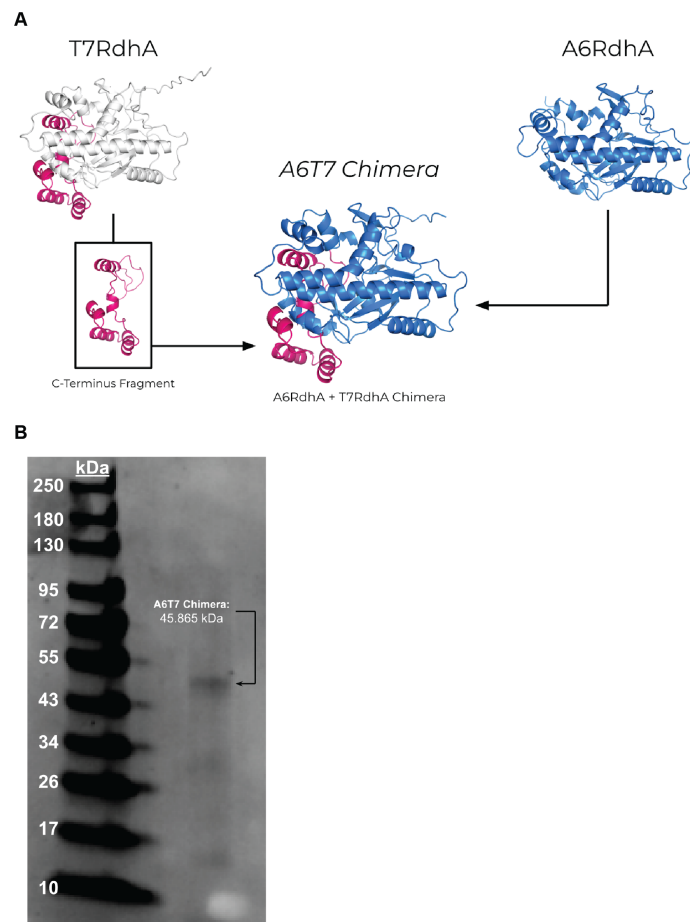 A
T7RdhA
A6RdhA
A6T7 Chimera
C-Terminus Fragment
A6RdhA + T7RdhA Chimera
B
kDa
250
180
130
95
A6T7 Chimera:
72
45.865 kDa
55
43
34
26
17
10